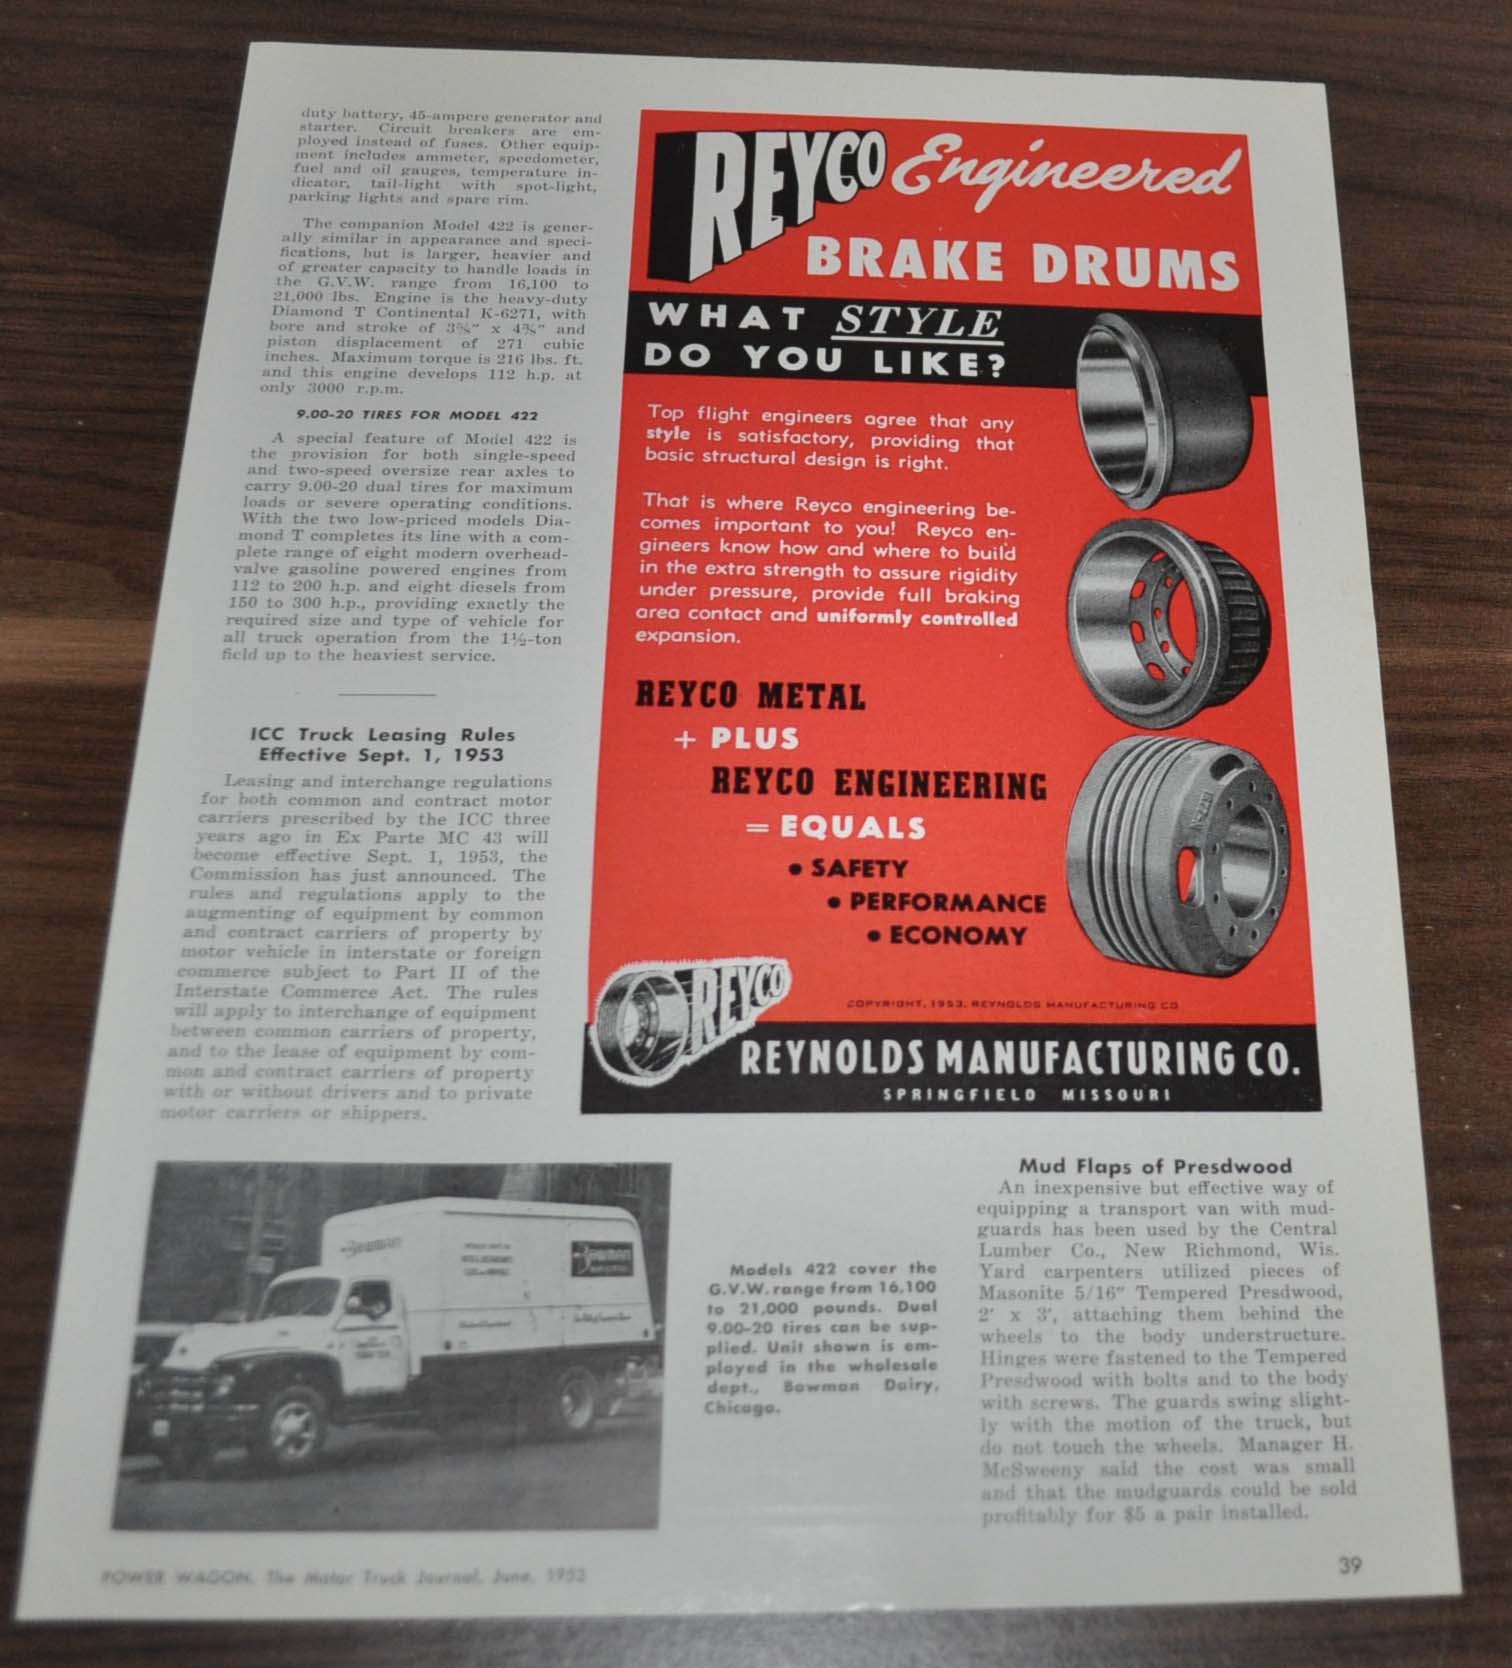 duty battery, 45-ampere generator and
starter. Circuit breakers are em-
ployed instead of fuses. Other equip-
ment includes ammeter, speedometer,
fuel and oil gauges, temperature in-
dicator, tail-light with spot-light,
parking lights and spare rim.
The companion Model 422 is gener-
ally similar in appearance and speci-
fications, but is larger, heavier and
of greater capacity to handle loads in
the G.V.W. range from 16,100 to
21,000 lbs. Engine is the heavy-duty
Diamond T Continental K-6271, with
bore and stroke of x and
piston displacement of 271 cubic
inches. Maximum torque is 216 lbs. ft.
and this engine develops 112 h.p. at
only 3000 r.p.m.
9.00-20 TIRES FOR MODEL 422
A special feature of Model 422 is
the provision for both single-speed
and two-speed oversize rear axles to
carry 9.00-20 dual tires for maximum
loads or severe operating conditions.
With the two low-priced models Dia-
mond T completes its line with a com-
plete range of eight modern overhead-
valve gasoline powered engines from
112 to 200 h.p. and eight diesels from
150 to 300 h.p., providing exactly the
required size and type of vehicle for
all truck operation from the 1½-ton
field up to the heaviest service.
ICC Truck Leasing Rules
Effective Sept. 1, 1953
Leasing and interchange regulations
for both common and contract motor
carriers prescribed by the ICC three
years ago in Ex Parte MC 43 will
become effective Sept. 1, 1953, the
Commission has just announced. The
rules and regulations apply to the
augmenting of equipment by common
and contract carriers of property by
motor vehicle in interstate or foreign
commerce subject to Part II of the
Interstate Commerce Act. The rules
will apply to interchange of equipment
between common carriers of property,
and to the lease of equipment by com-
mon and contract carriers of property
with or without drivers and to private
motor carriers or shippers.
REYCO Engineered
BRAKE DRUMS
WHAT STYLE
DO YOU LIKE?
Top flight engineers agree that any
style is satisfactory, providing that
basic structural design is right.
That is where Reyco engineering be-
comes important to you! Reyco en-
gineers know how and where to build
in the extra strength to assure rigidity
under pressure, provide full braking
area contact and uniformly controlled
expansion.
REYCO METAL
+ PLUS
REYCO ENGINEERING
= EQUALS
• SAFETY
• PERFORMANCE
• ECONOMY
COPYRIGHT, 1953, REYNOLDS MANUFACTURING CO
REYCO
REYNOLDS MANUFACTURING CO.
SPRINGFIELD MISSOURI
Bowman
Bowman
Models 422 cover the
G.V.W. range from 16,100
to 21,000 pounds. Dual
9.00-20 tires can be sup-
plied. Unit shown is em-
ployed in the wholesale
dept., Bowman Dairy,
Chicago.
Mud Flaps of Presdwood
An inexpensive but effective way of
equipping a transport van with mud-
guards has been used by the Central
Lumber Co., New Richmond, Wis.
Yard carpenters utilized pieces of
Masonite 5/16" Tempered Presdwood,
2' x 3', attaching them behind the
wheels to the body understructure.
Hinges were fastened to the Tempered
Presdwood with bolts and to the body
with screws. The guards swing slight-
ly with the motion of the truck, but
do not touch the wheels. Manager H.
McSweeny said the cost was small
and that the mudguards could be sold
profitably for $5 a pair installed.
POWER WAGON, The Motor Truck Journal, June, 1953
39